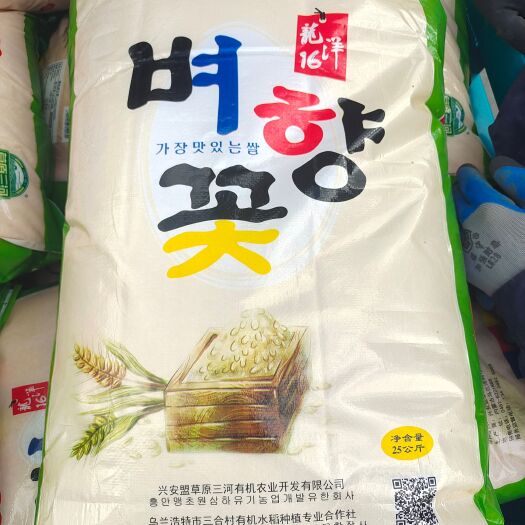 龍洋
16
벼향
가장맛있는쌀
꽃
净含量
25公斤
兴安盟草原三河有机农业开发有限公司
흥안맹초원삼하유기농업개발유한회사
乌兰浩特市三合村有机水稻种植专业合作社